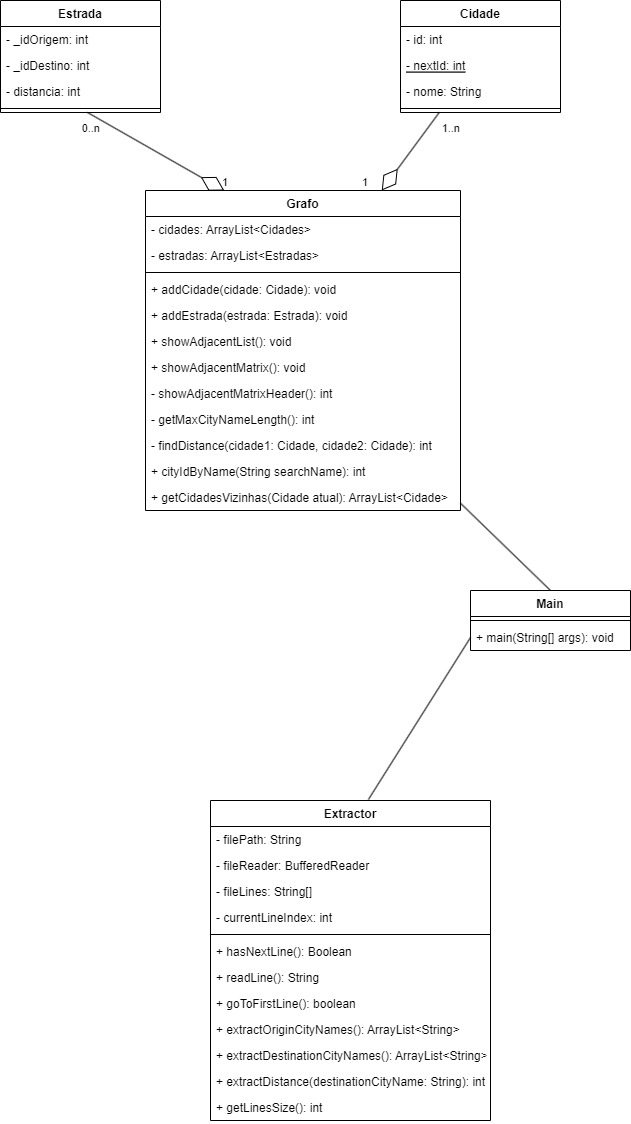 Estrada
- _idOrigem: int
- _idDestino: int
- distancia: int
Cidade
- id: int
- nextId: int
- nome: String
0..n
1..n
1
1
Grafo
- cidades: ArrayList<Cidades>
- estradas: ArrayList<Estradas>
+ addCidade(cidade: Cidade): void
+ addEstrada(estrada: Estrada): void
+ showAdjacentList(): void
+ showAdjacentMatrix(): void
- showAdjacentMatrixHeader(): int
- getMaxCityNameLength(): int
- findDistance(cidade1: Cidade, cidade2: Cidade): int
+ cityIdByName(String searchName): int
+ getCidadesVizinhas(Cidade atual): ArrayList<Cidade>
Main
+ main(String[] args): void
Extractor
- filePath: String
- fileReader: BufferedReader
- fileLines: String[]
- currentLineIndex: int
+ hasNextLine(): Boolean
+ readLine(): String
+ goToFirstLine(): boolean
+ extractOriginCityNames(): ArrayList<String>
+ extractDestinationCityNames(): ArrayList<String>
+ extractDistance(destinationCityName: String): int
+ getLinesSize(): int